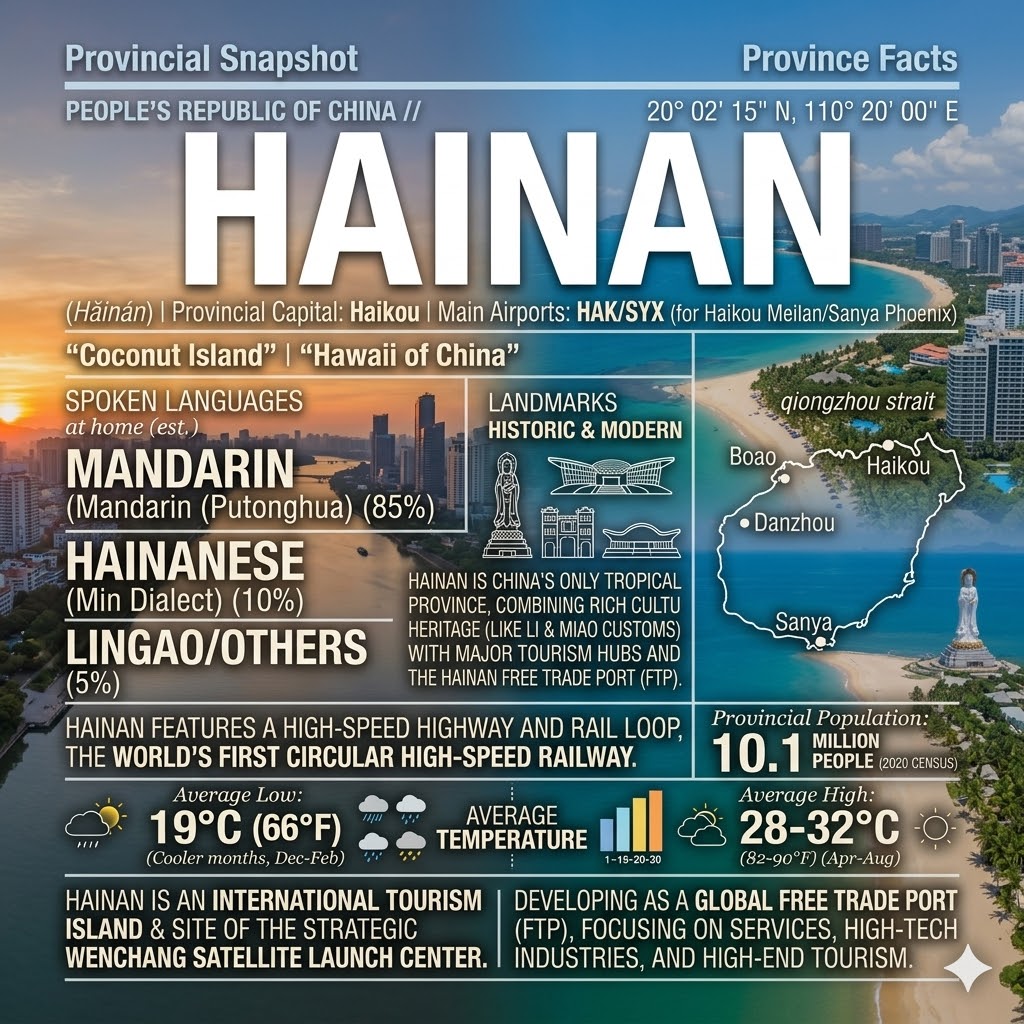 Provincial Snapshot
Province Facts
PEOPLE'S REPUBLIC OF CHINA //
20° 02' 15" N, 110° 20' 00" E
HAINAN
(Hǎinán) | Provincial Capital: Haikou | Main Airports: HAK/SYX (for Haikou Meilan/Sanya Phoenix)
"Coconut Island" | "Hawaii of China"
SPOKEN LANGUAGES
at home (est.)
MANDARIN
(Mandarin (Putonghua) (85%)
HAINANESE
(Min Dialect) (10%)
LINGAO/OTHERS
(5%)
LANDMARKS
HISTORIC & MODERN
HAINAN IS CHINA'S ONLY TROPICAL
PROVINCE, COMBINING RICH CULTU
HERITAGE (LIKE LI & MIAO CUSTOMS)
WITH MAJOR TOURISM HUBS AND
THE HAINAN FREE TRADE PORT (FTP).
qiongzhou strait
Boao
Haikou
Danzhou
Sanya
HAINAN FEATURES A HIGH-SPEED HIGHWAY AND RAIL LOOP,
THE WORLD'S FIRST CIRCULAR HIGH-SPEED RAILWAY.
Provincial Population:
10.1 MILLION
PEOPLE (2020 CENSUS)
Average Low:
19°C (66°F)
(Cooler months, Dec-Feb)
AVERAGE
TEMPERATURE
1-19-20-30
Average High:
28-32°C
(82-90°F) (Apr-Aug)
HAINAN IS AN INTERNATIONAL TOURISM
ISLAND & SITE OF THE STRATEGIC
WENCHANG SATELLITE LAUNCH CENTER.
DEVELOPING AS A GLOBAL FREE TRADE PORT
(FTP), FOCUSING ON SERVICES, HIGH-TECH
INDUSTRIES, AND HIGH-END TOURISM.